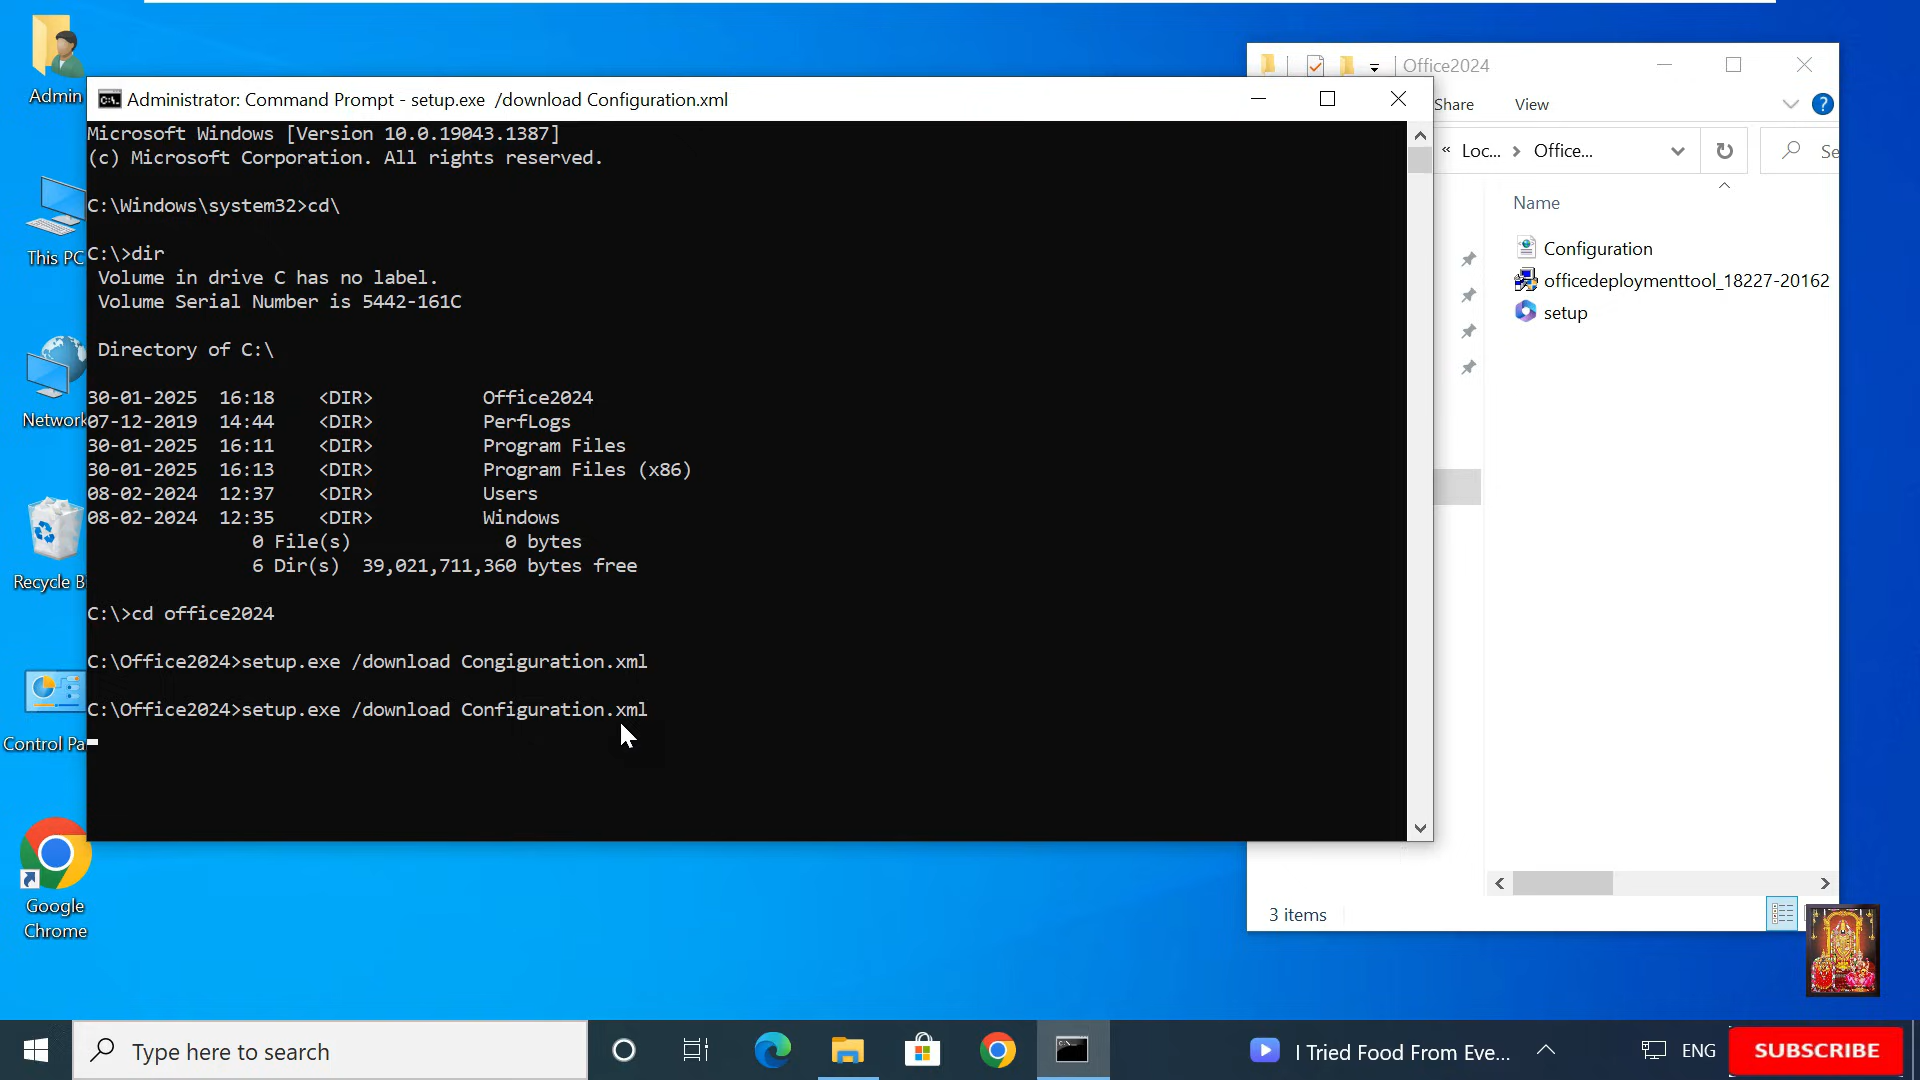 Admin
This PC
Network
Recycle B
Control Pa
Google
Chrome
Administrator: Command Prompt - setup.exe /download Configuration.xml
Microsoft Windows [Version 10.0.19043.1387]
(c) Microsoft Corporation. All rights reserved.
C:\Windows\system32>cd\
C:\>dir
Volume in drive C has no label.
Volume Serial Number is 5442-161C
Directory of C:\
30-01-2025 16:18 <DIR> Office2024
07-12-2019 14:44 <DIR> PerfLogs
30-01-2025 16:11 <DIR> Program Files
30-01-2025 16:13 <DIR> Program Files (x86)
08-02-2024 12:37 <DIR> Users
08-02-2024 12:35 <DIR> Windows
0 File(s) 0 bytes
6 Dir(s) 39,021,711,360 bytes free
C:\>cd office2024
C:\Office2024>setup.exe /download Congiguration.xml
C:\Office2024>setup.exe /download Configuration.xml
Office2024
Share View
« Loc... > Office...
Se
Name
Configuration
officedeploymenttool_18227-20162
setup
3 items
Type here to search
I Tried Food From Eve...
ENG
SUBSCRIBE